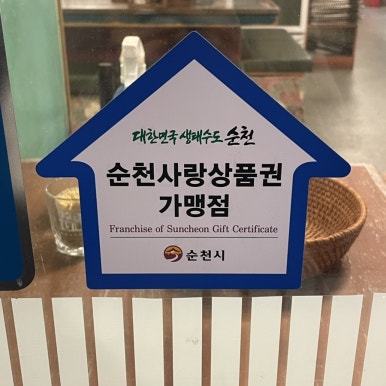 대한민국 생태수도 순천
순천사랑상품권
가맹점
Franchise of Suncheon Gift Certificate
순천시